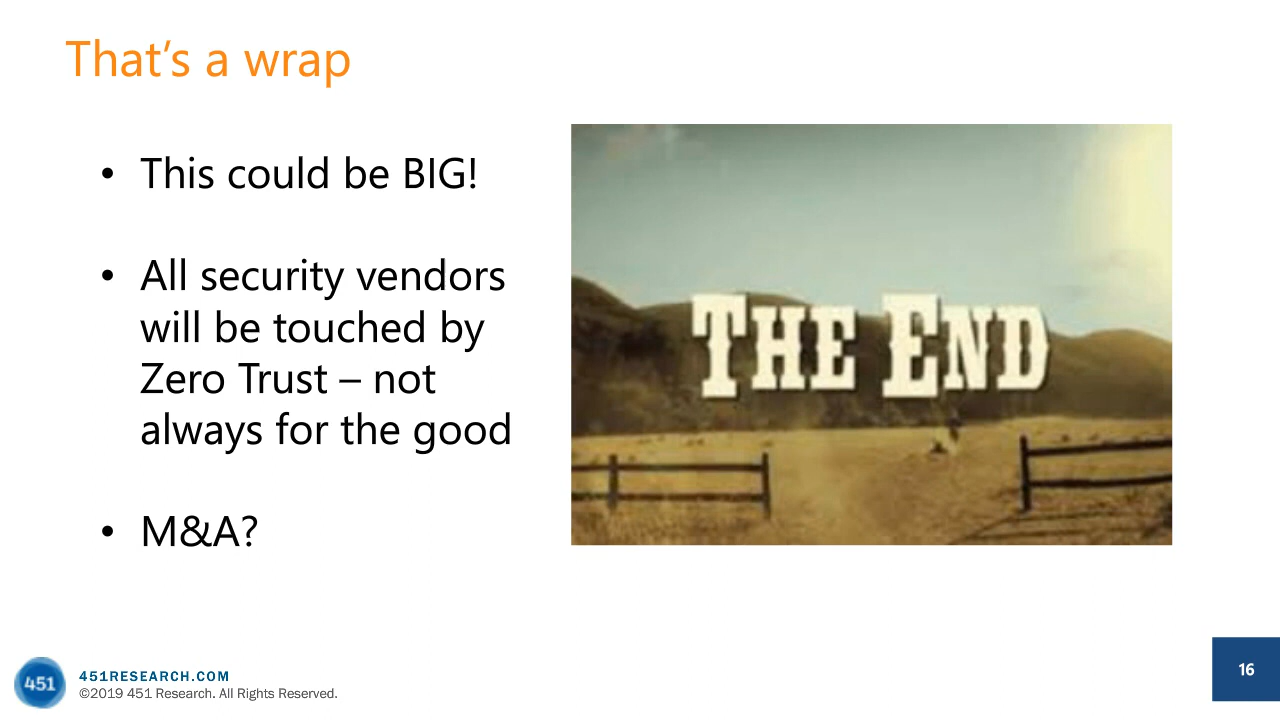 That’s a wrap
• This could be BIG!
• All security vendors
will be touched by
Zero Trust – not
always for the good
• M&A?
THE END
451
451RESEARCH.COM
©2019 451 Research. All Rights Reserved.
16